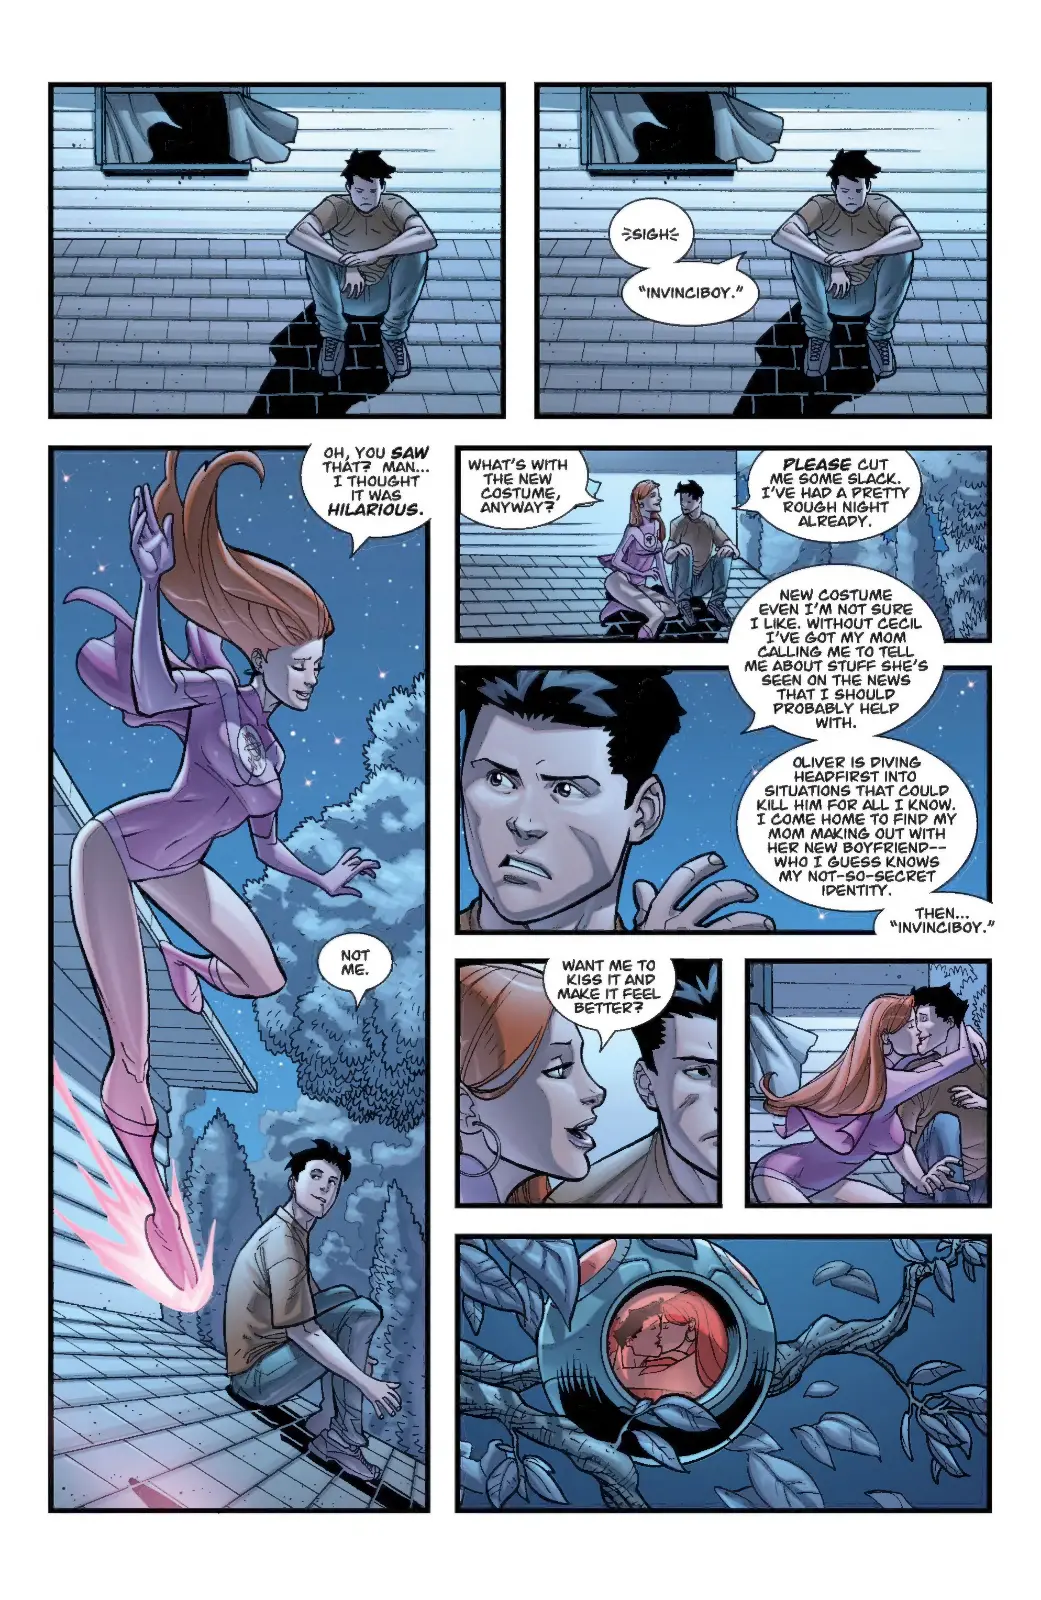 SIGH
"INVINCIBOY."
OH, YOU SAW
THAT? MAN...
I THOUGHT
IT WAS
HILARIOUS.
NOT
ME.
WHAT'S WITH
THE NEW
COSTUME,
ANYWAY?
PLEASE CUT
ME SOME SLACK.
I'VE HAD A PRETTY
ROUGH NIGHT
ALREADY.
NEW COSTUME
EVEN I'M NOT SURE
I LIKE. WITHOUT CECIL
I'VE GOT MY MOM
CALLING ME TO TELL
ME ABOUT STUFF SHE'S
SEEN ON THE NEWS
THAT I SHOULD
PROBABLY HELP
WITH.
OLIVER IS DIVING
HEADFIRST INTO
SITUATIONS THAT COULD
KILL HIM FOR ALL I KNOW.
I COME HOME TO FIND MY
MOM MAKING OUT WITH
HER NEW BOYFRIEND--
WHO I GUESS KNOWS
MY NOT-SO-SECRET
IDENTITY.
THEN...
"INVINCIBOY."
WANT ME TO
KISS IT AND
MAKE IT FEEL
BETTER?